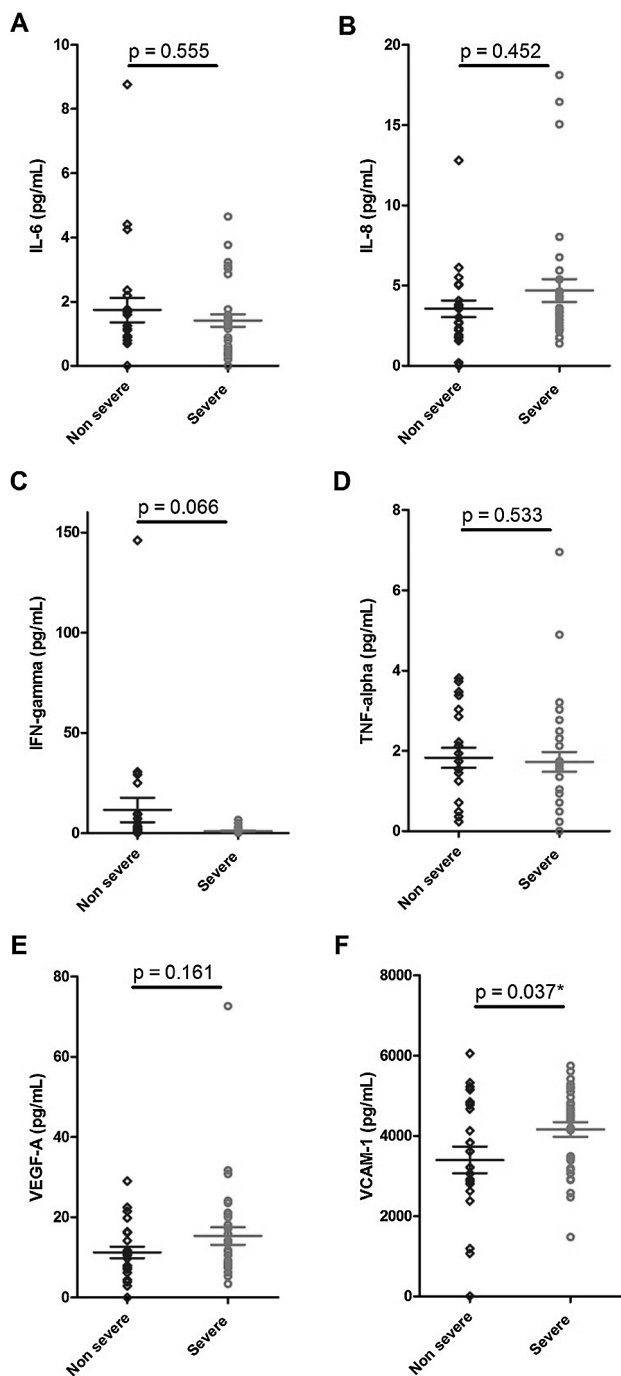 A
p = 0.555
IL-6 (pg/mL)
10
8
6
4
2
0
Non severe
Severe
B
p = 0.452
IL-8 (pg/mL)
20
15
10
5
0
Non severe
Severe
C
p = 0.066
IFN-gamma (pg/mL)
150
100
50
0
Non severe
Severe
D
p = 0.533
TNF-alpha (pg/mL)
8
6
4
2
0
Non severe
Severe
E
p = 0.161
VEGF-A (pg/mL)
80
60
40
20
0
Non severe
Severe
F
p = 0.037*
VCAM-1 (pg/mL)
8000
6000
4000
2000
0
Non severe
Severe